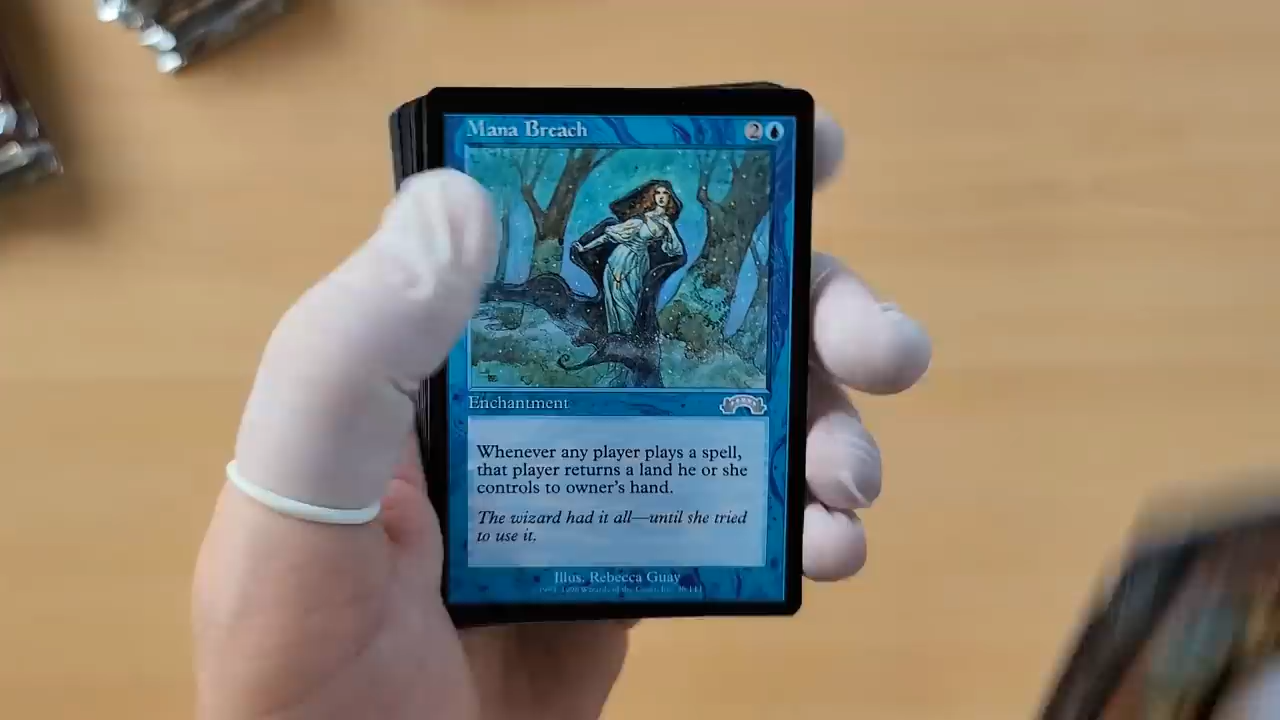 Mana Breach 2
Enchantment
Whenever any player plays a spell,
that player returns a land he or she
controls to owner's hand.
The wizard had it all—until she tried
to use it.
Illus. Rebecca Guay